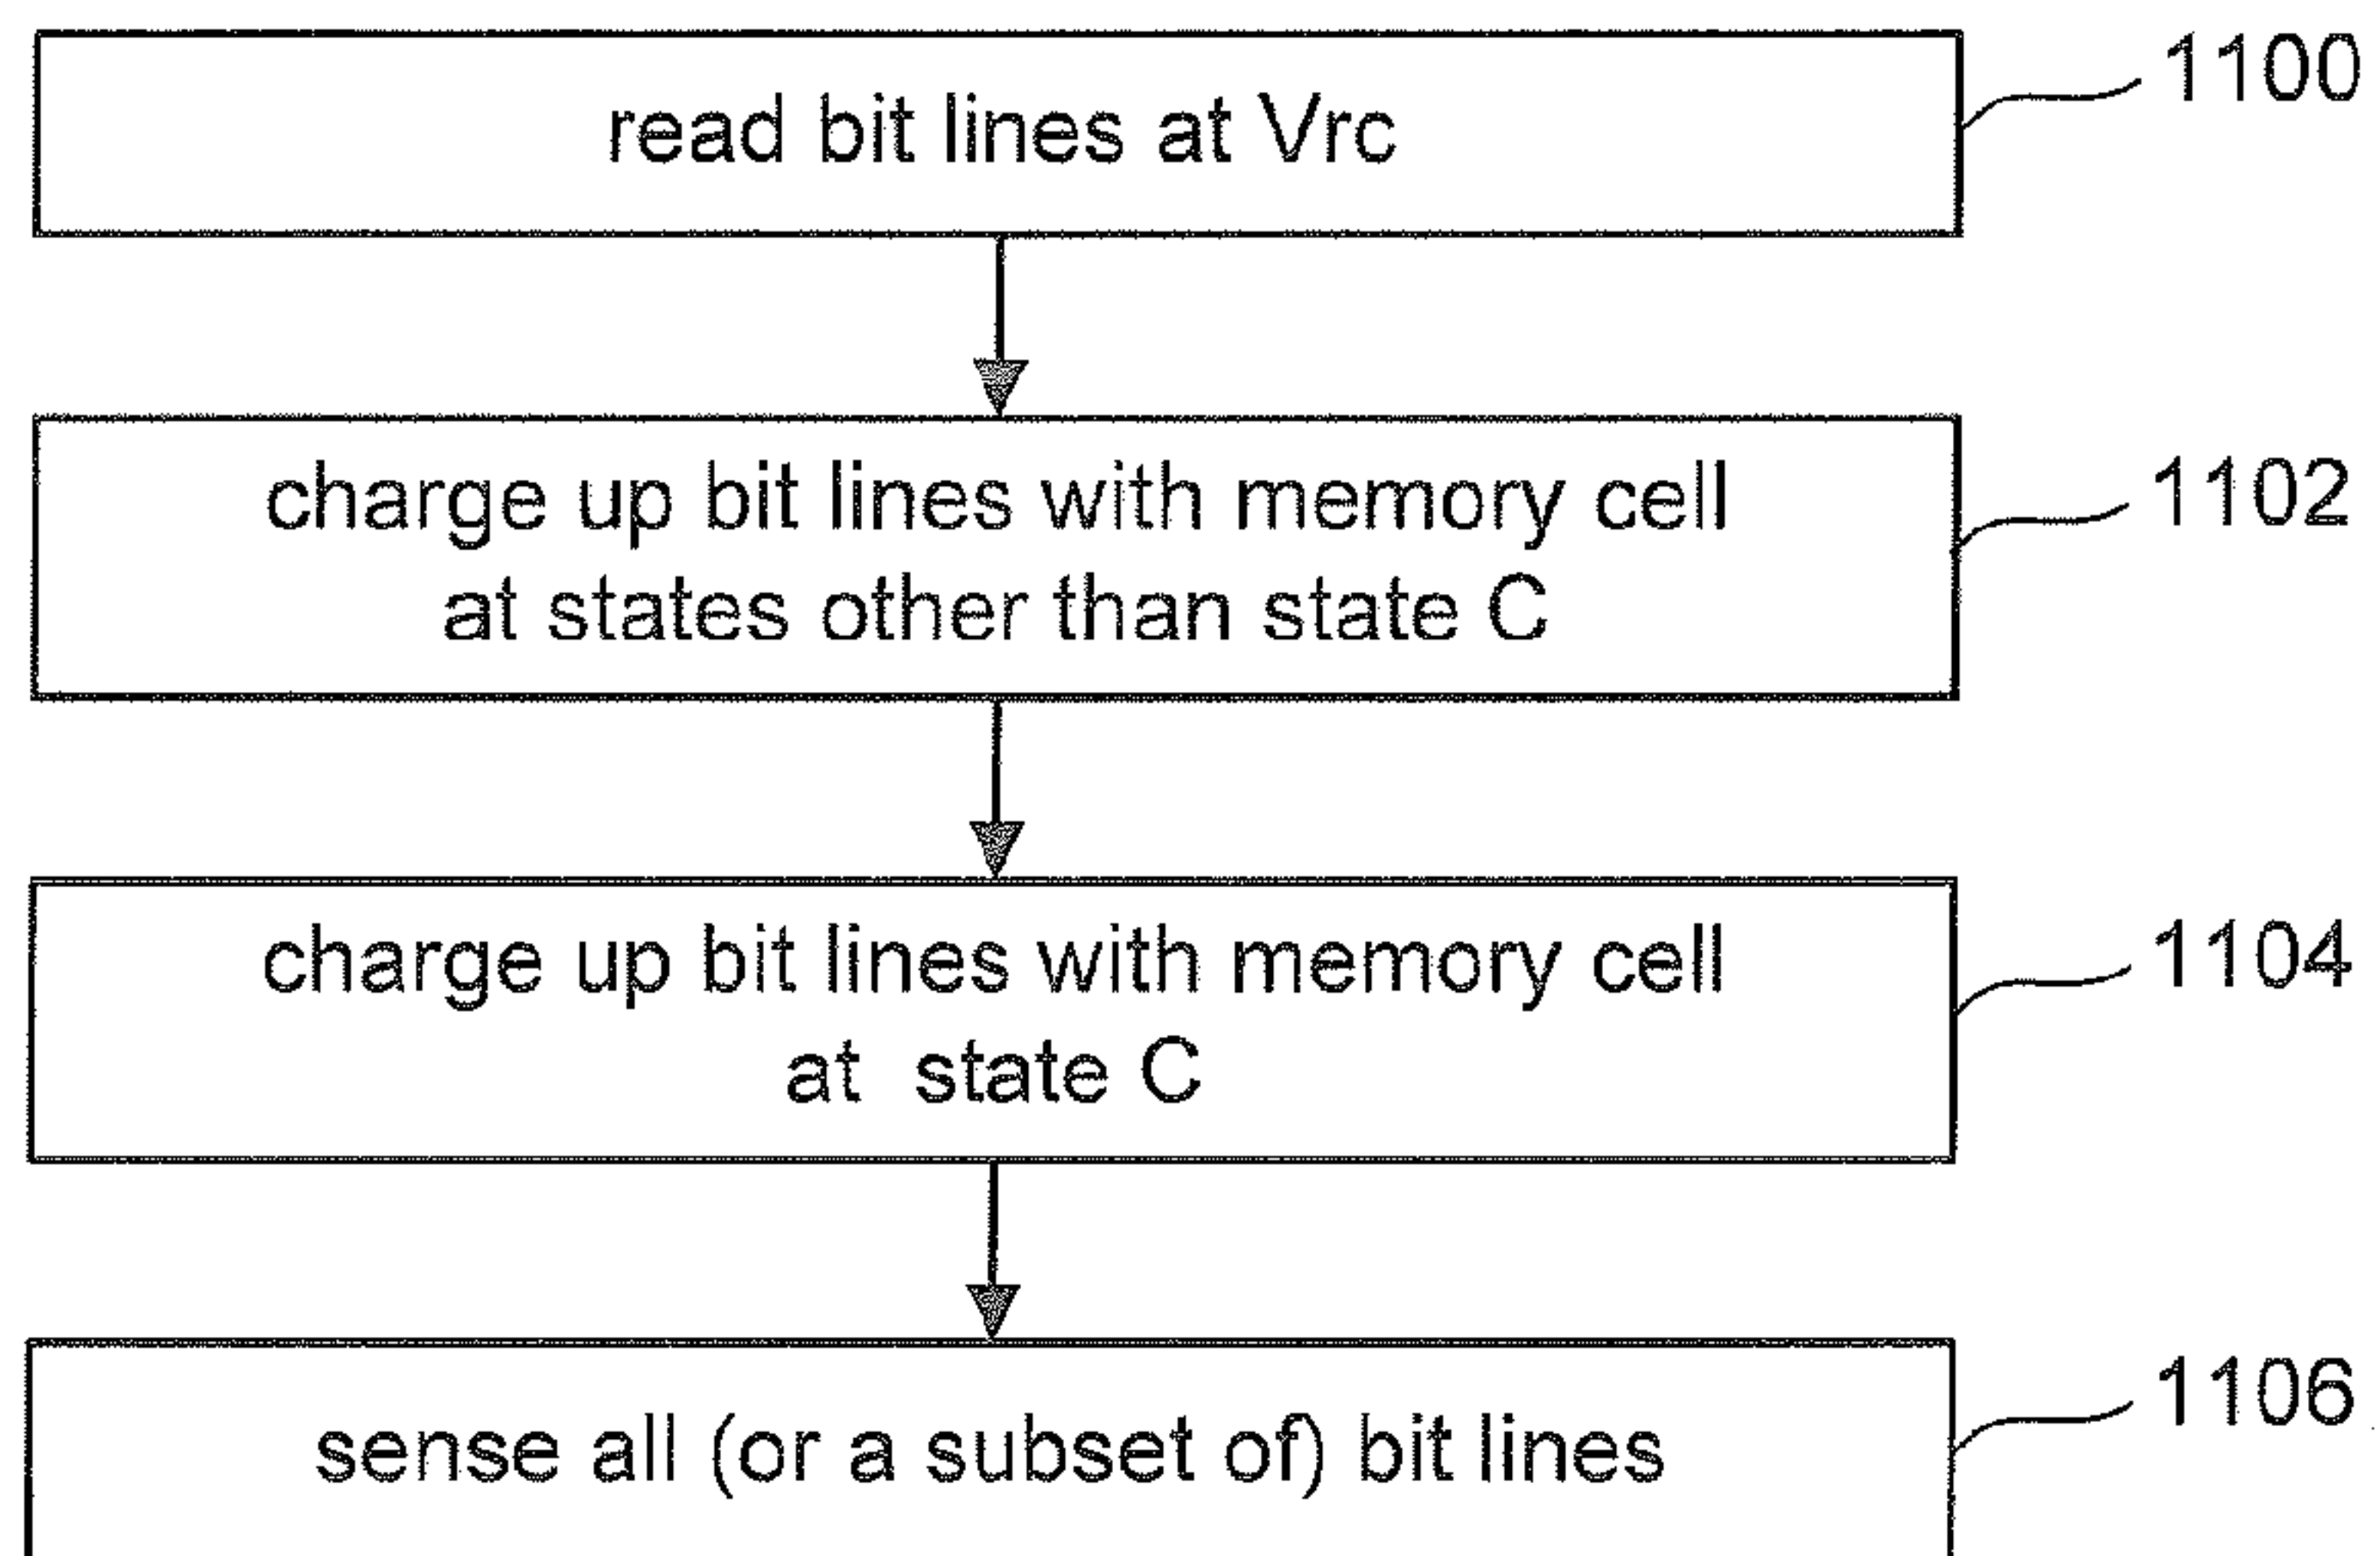 read bit lines at Vrc
1100
charge up bit lines with memory cell
at states other than state C
1102
charge up bit lines with memory cell
at state C
1104
sense all (or a subset of) bit lines
1106